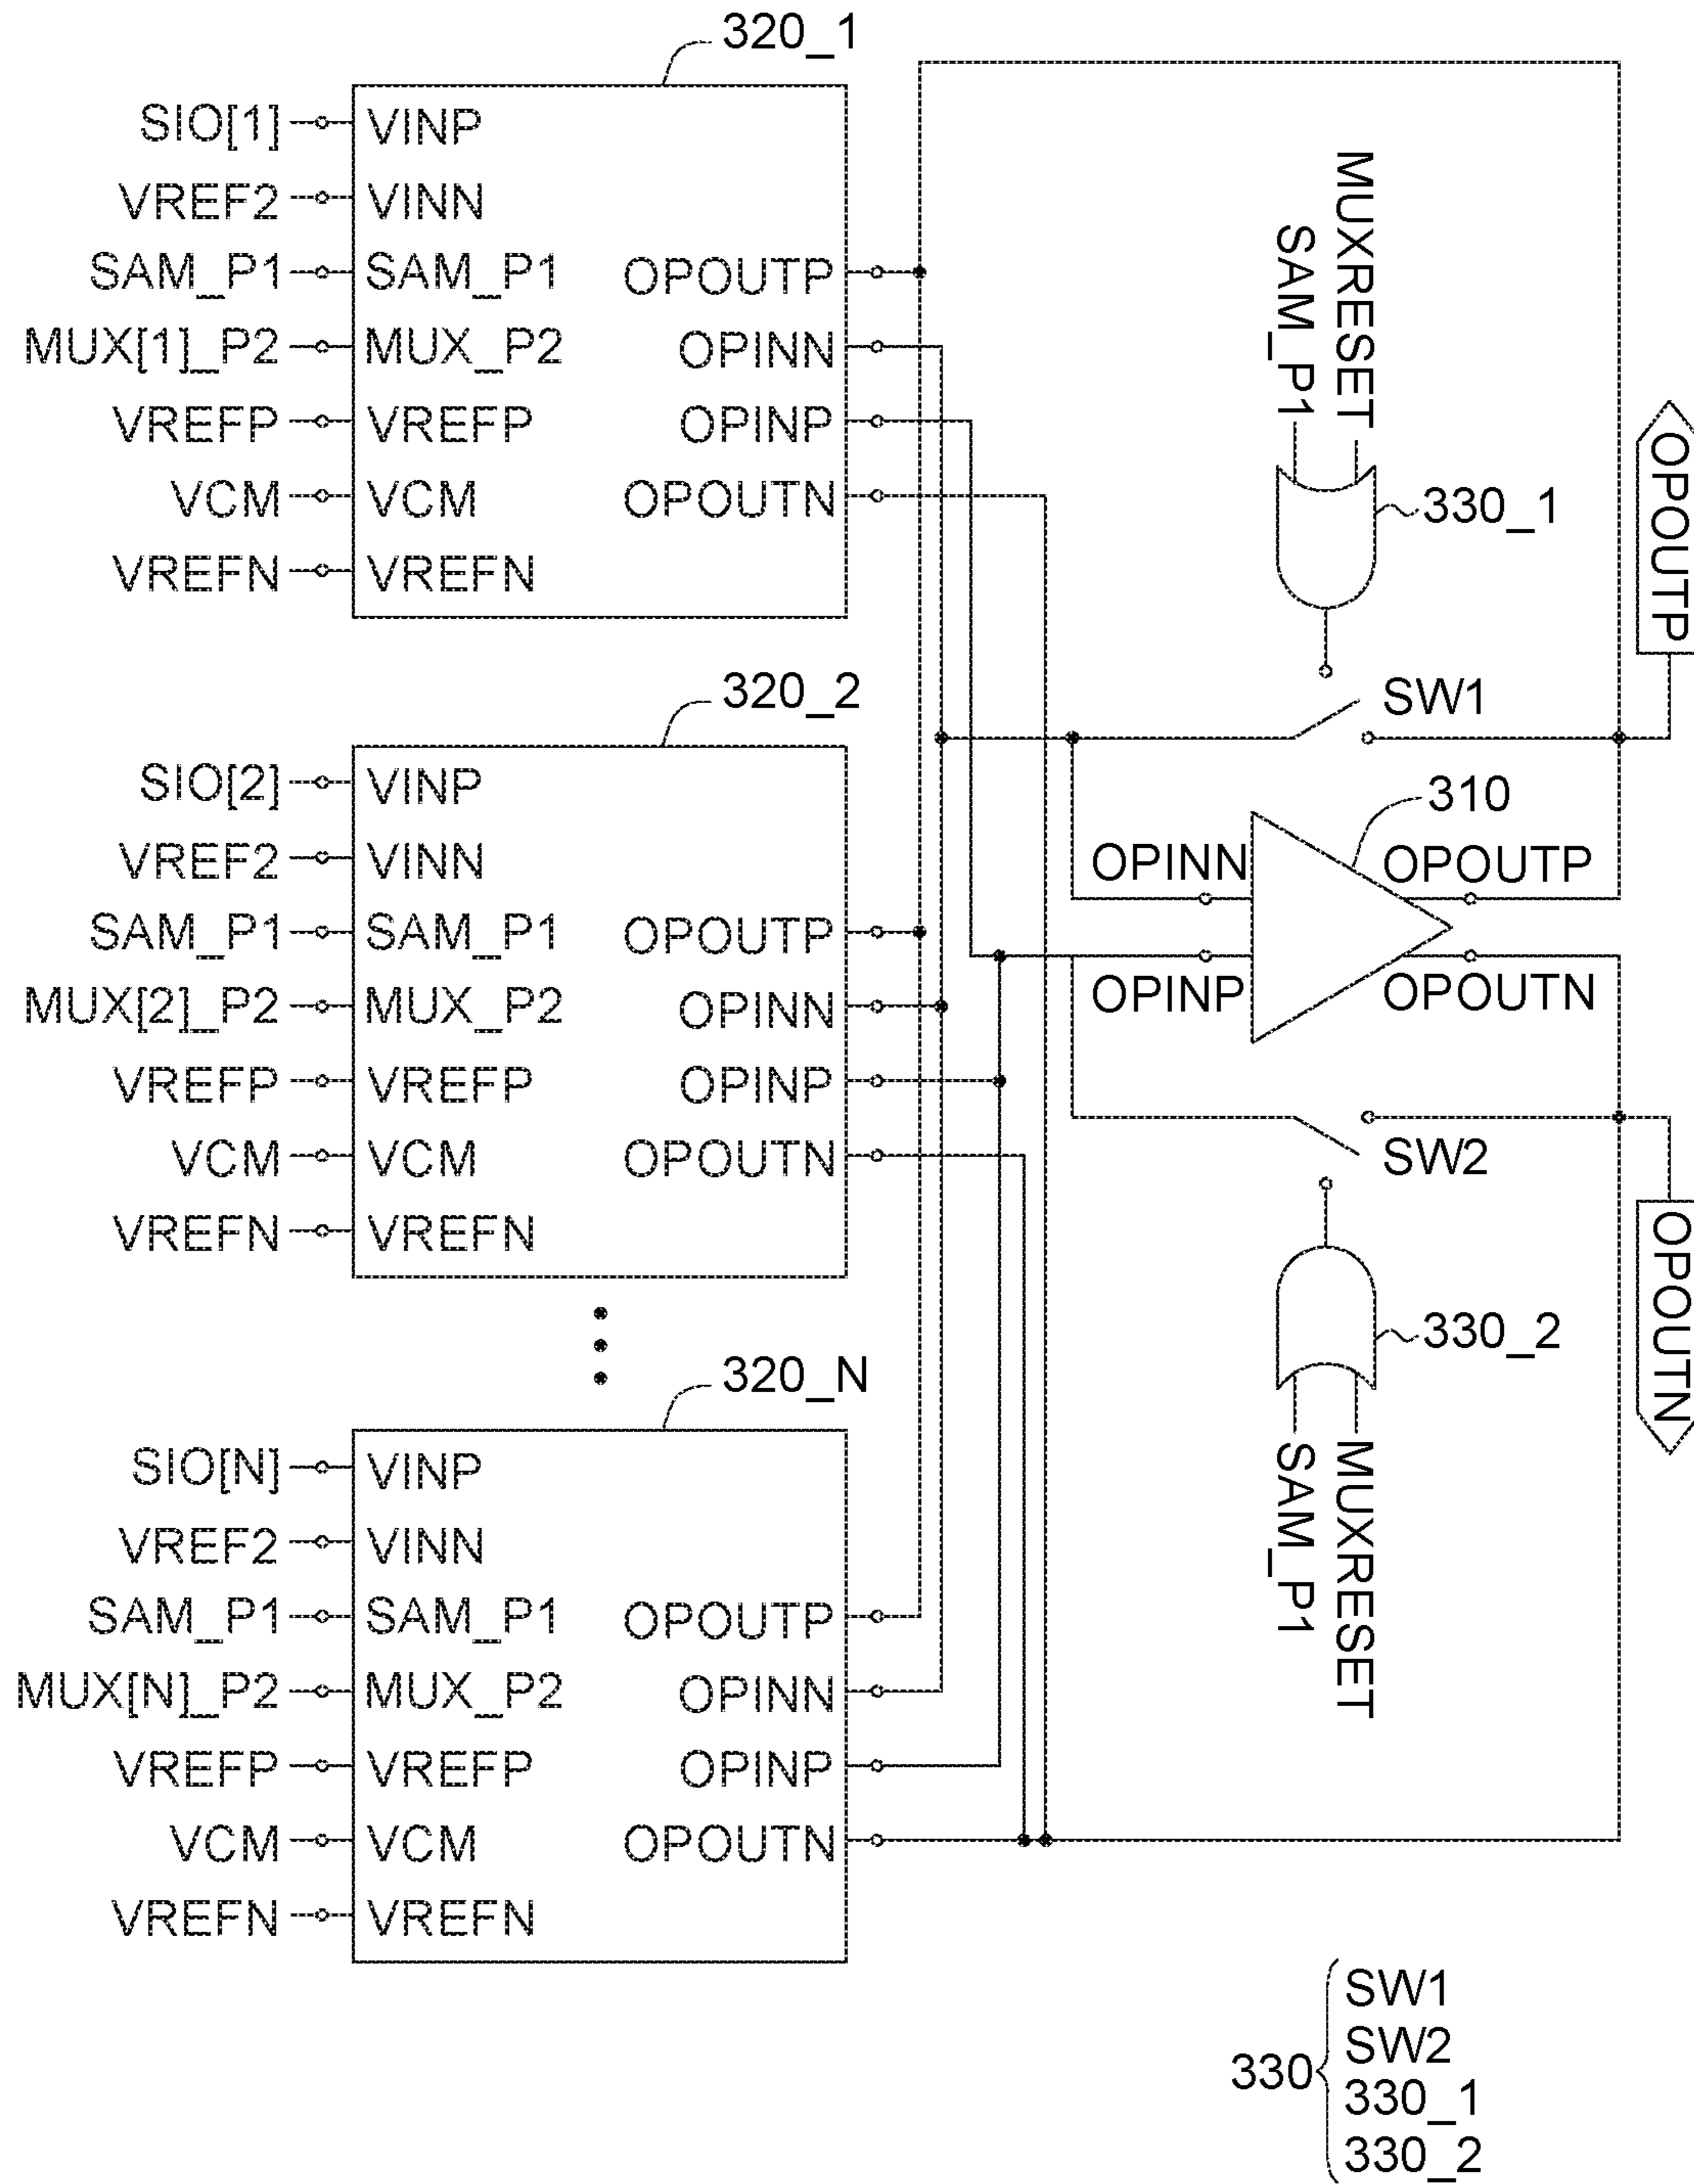 320_1
SIO[1] VINP
VREF2 VINN
SAM_P1 SAM_P1 OPOUTP
MUX[1]_P2 MUX_P2 OPINN
VREFP VREFP OPINP
VCM VCM OPOUTN
VREFN VREFN
320_2
SIO[2] VINP
VREF2 VINN
SAM_P1 SAM_P1 OPOUTP
MUX[2]_P2 MUX_P2 OPINN
VREFP VREFP OPINP
VCM VCM OPOUTN
VREFN VREFN
320_N
SIO[N] VINP
VREF2 VINN
SAM_P1 SAM_P1 OPOUTP
MUX[N]_P2 MUX_P2 OPINN
VREFP VREFP OPINP
VCM VCM OPOUTN
VREFN VREFN
MUXRESET
SAM_P1
330_1
OPOUTP
SW1
310
OPINN OPOUTP
OPINP OPOUTN
SW2
330_2
OPOUTN
MUXRESET
SAM_P1
330
SW1
SW2
330_1
330_2